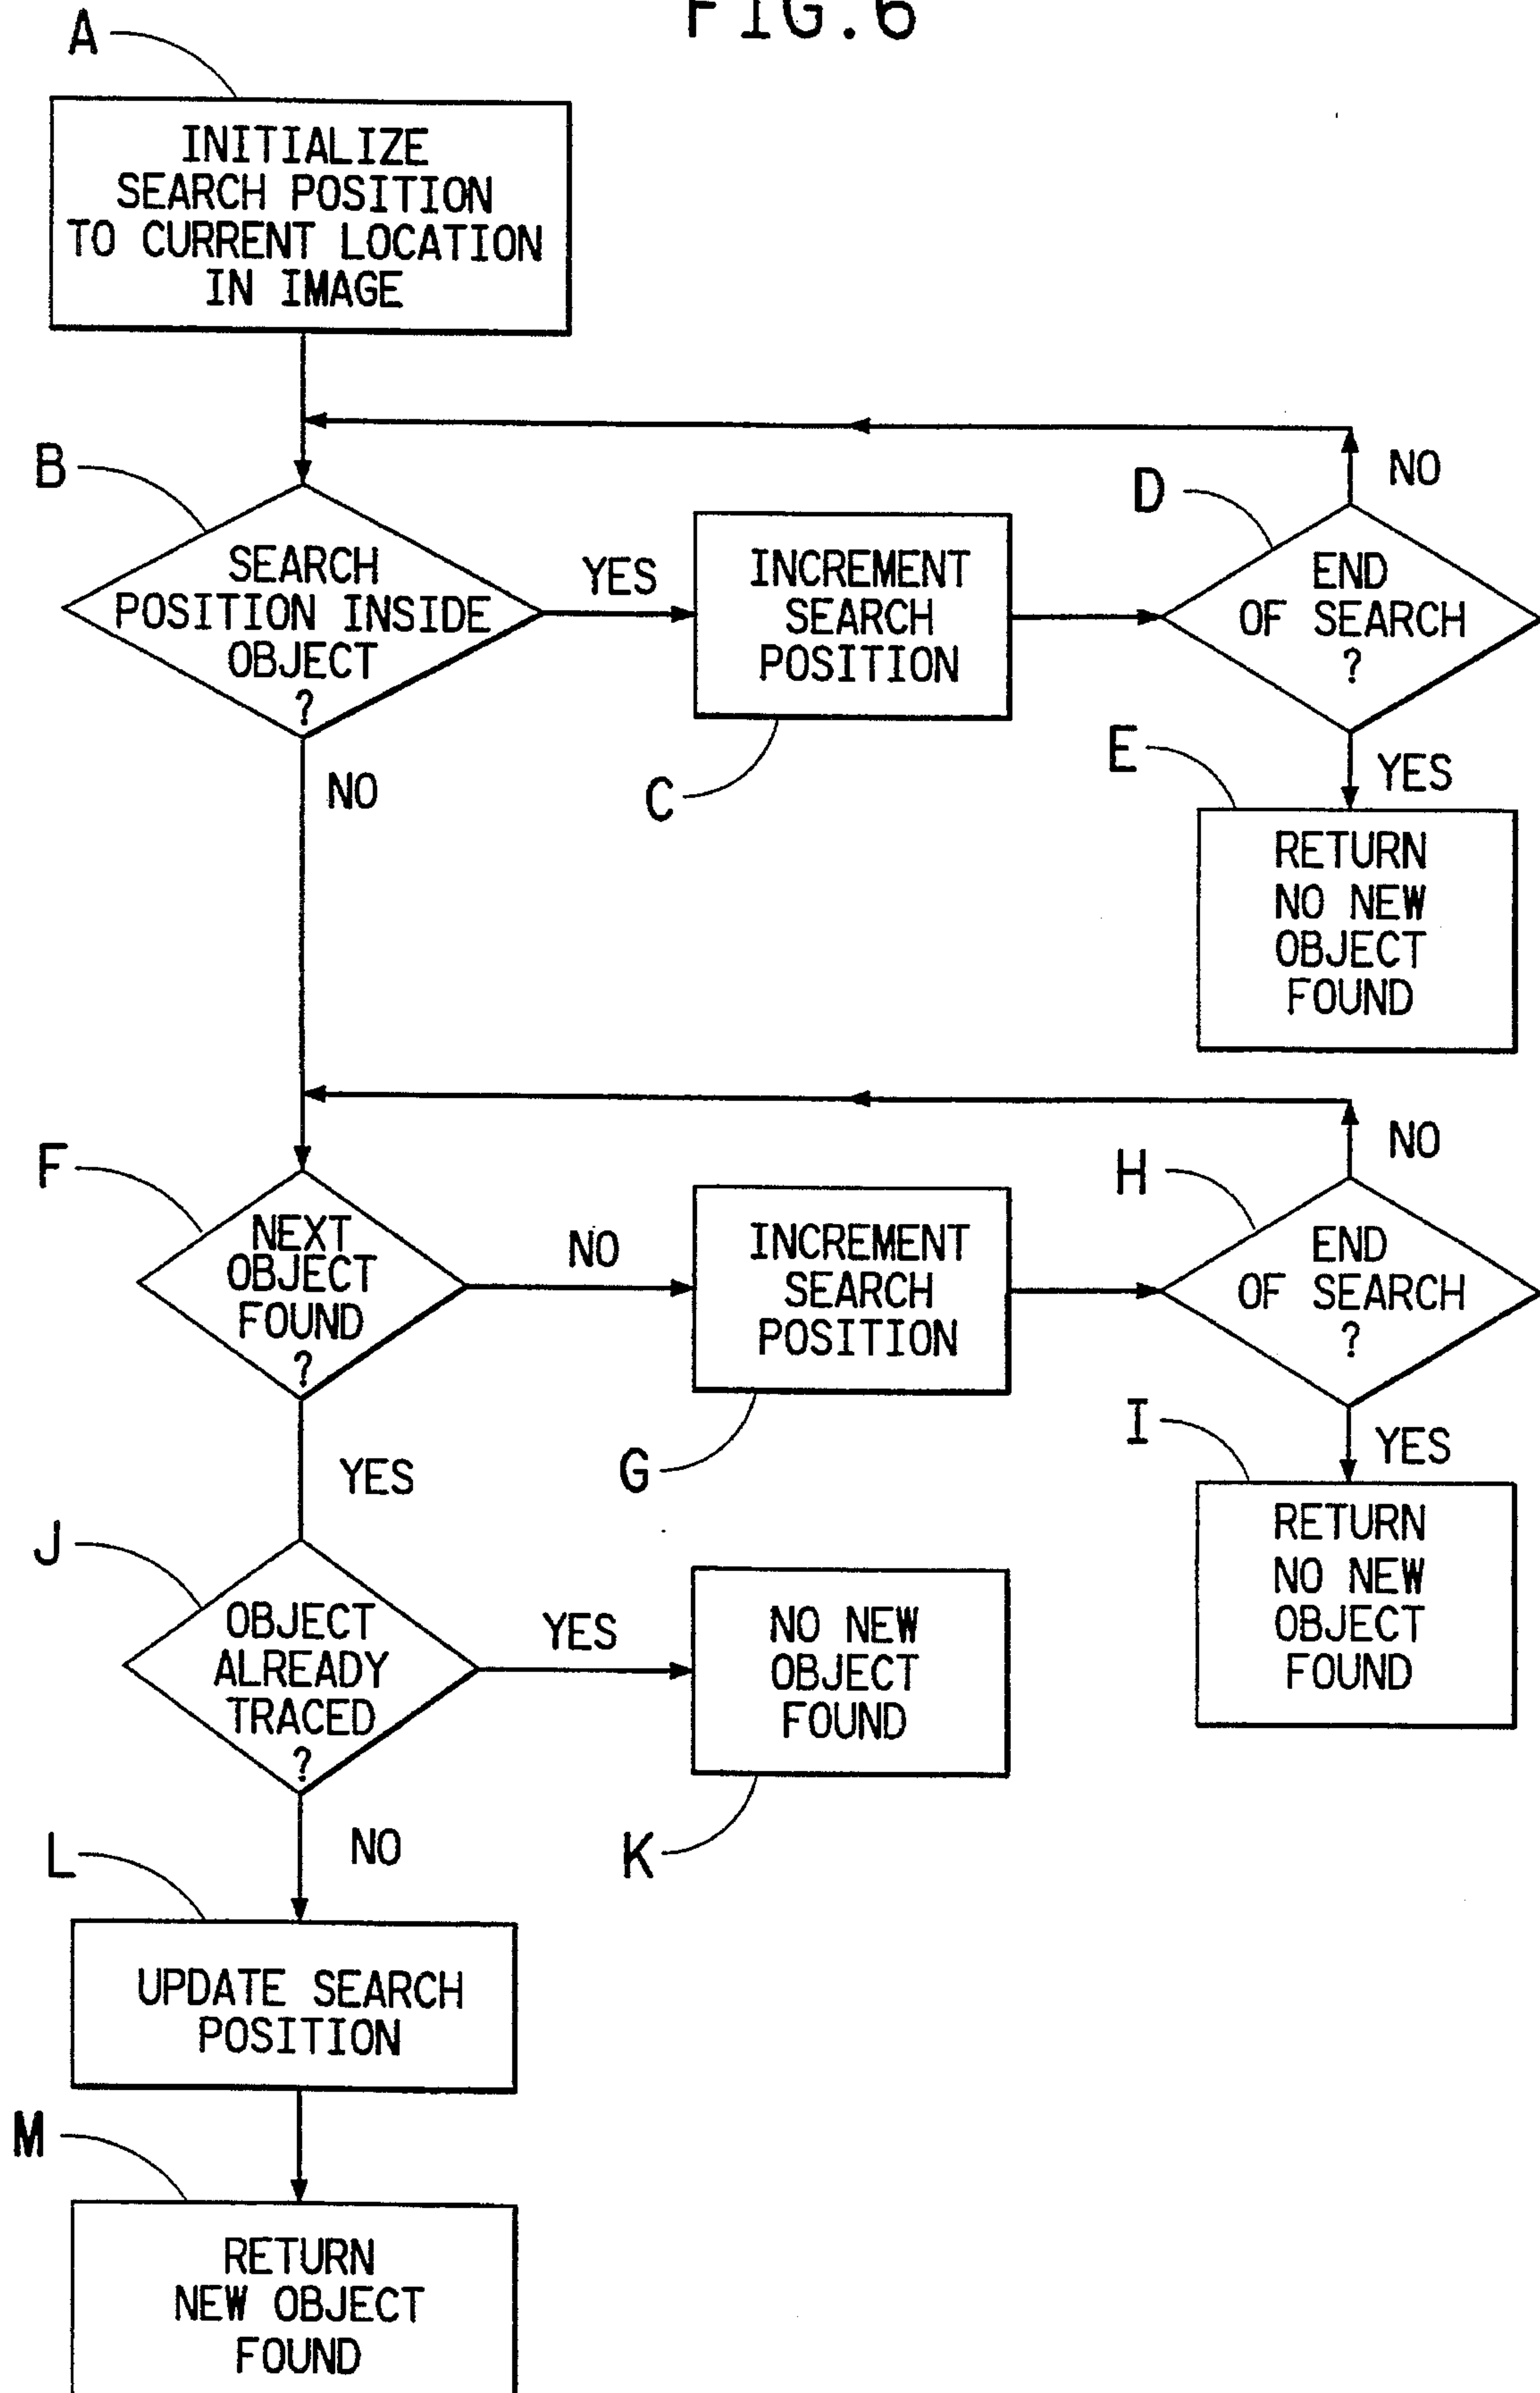 FIG.6
A
INITIALIZE
SEARCH POSITION
TO CURRENT LOCATION
IN IMAGE
B
SEARCH
POSITION INSIDE
OBJECT
?
YES
NO
INCREMENT
SEARCH
POSITION
C
D
END
OF SEARCH
?
NO
YES
E
RETURN
NO NEW
OBJECT
FOUND
F
NEXT
OBJECT
FOUND
?
NO
YES
INCREMENT
SEARCH
POSITION
G
H
END
OF SEARCH
?
NO
YES
I
RETURN
NO NEW
OBJECT
FOUND
J
OBJECT
ALREADY
TRACED
?
YES
NO
NO NEW
OBJECT
FOUND
K
L
UPDATE SEARCH
POSITION
M
RETURN
NEW OBJECT
FOUND